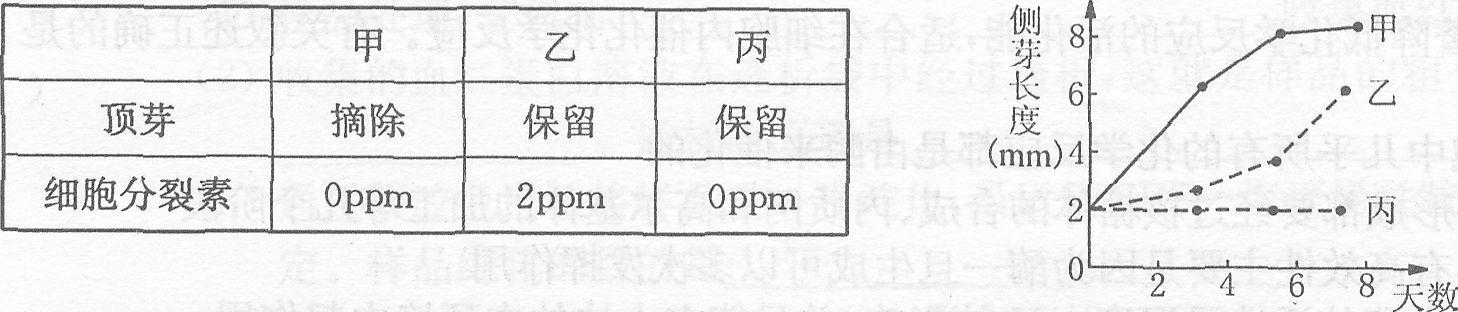 甲 乙 丙
顶芽 摘除 保留 保留
细胞分裂素 0ppm 2ppm 0ppm
侧芽长度
(mm)
8
6
4
2
0
2 4 6 8 天数
甲
乙
丙